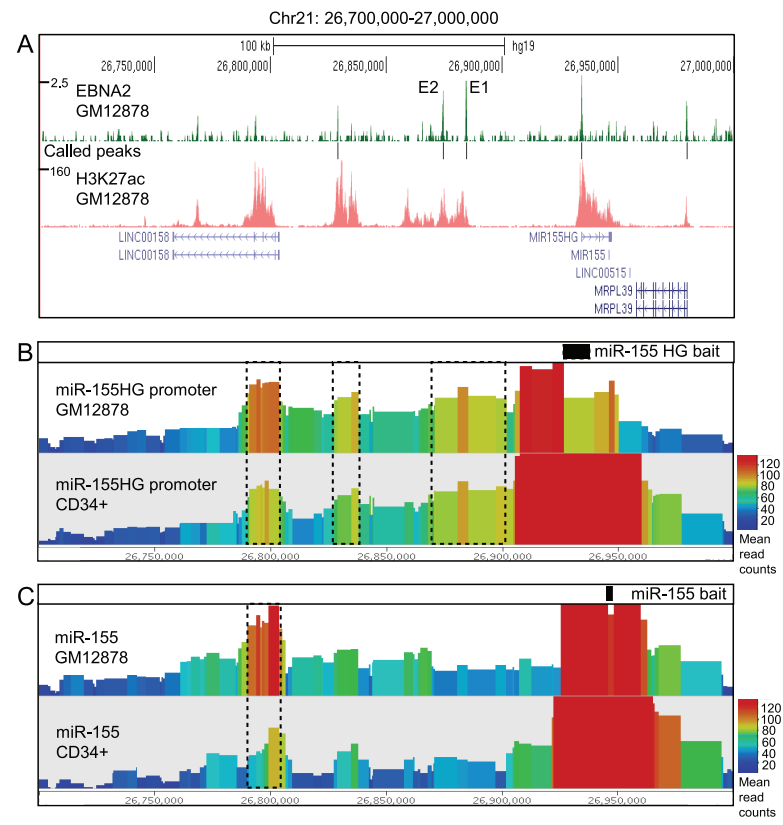 Chr21: 26,700,000-27,000,000
A
100 kb
hg19
26,750,000
26,800,000
26,850,000
26,900,000
26,950,000
27,000,000
2.5
EBNA2
GM12878
E2
E1
Called peaks
160
H3K27ac
GM12878
LINC00158
LINC00158
MIR155HG
MIR155
LINC00515
MRPL39
MRPL39
B
miR-155 HG bait
miR-155HG promoter
GM12878
miR-155HG promoter
CD34+
120
100
80
60
40
20
Mean
read
counts
26,750,000
26,800,000
26,850,000
26,900,000
26,950,000
C
miR-155 bait
miR-155
GM12878
miR-155
CD34+
120
100
80
60
40
20
Mean
read
counts
26,750,000
26,800,000
26,850,000
26,900,000
26,950,000